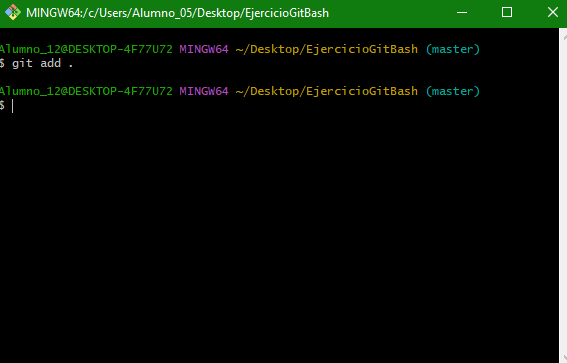 MINGW64:/c/Users/Alumno_05/Desktop/EjercicioGitBash
Alumno_12@DESKTOP-4F77U72 MINGW64 ~/Desktop/EjercicioGitBash (master)
$ git add .
Alumno_12@DESKTOP-4F77U72 MINGW64 ~/Desktop/EjercicioGitBash (master)
$